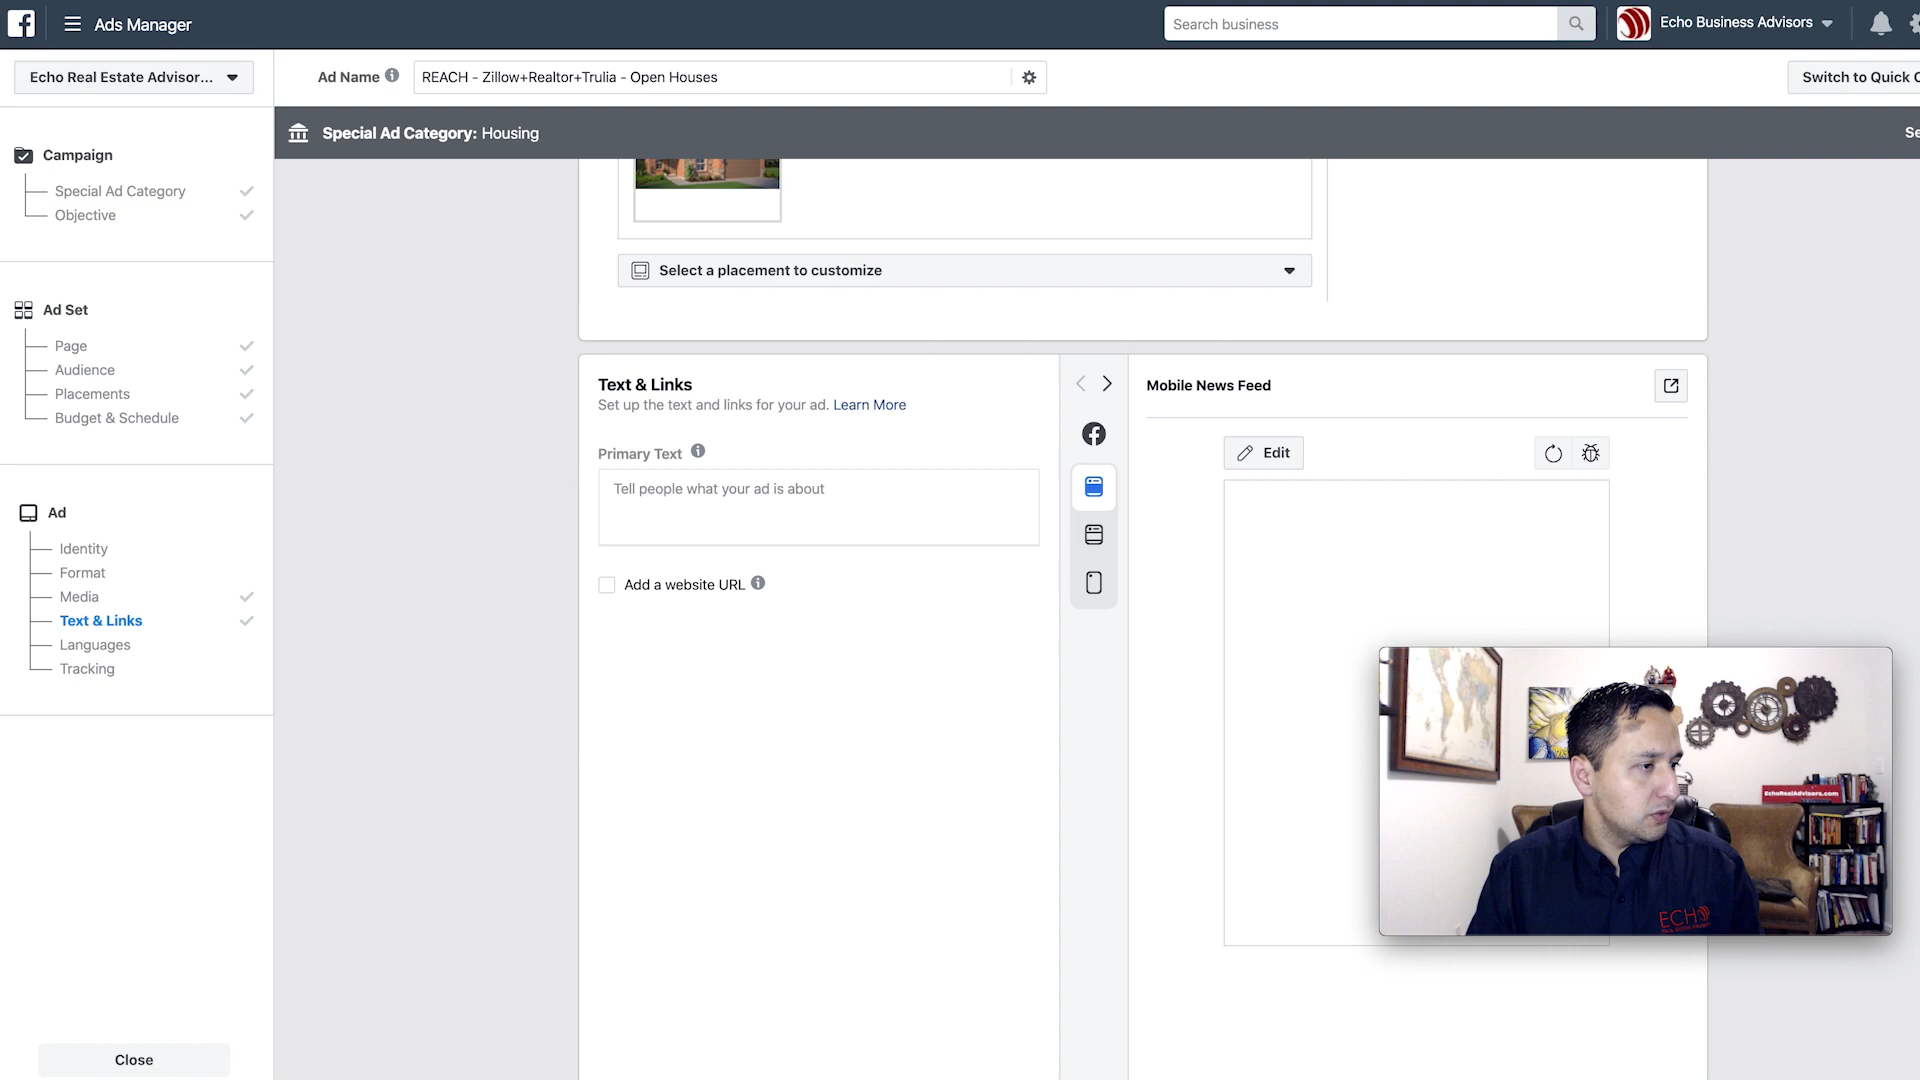 Ads Manager
Search business
Echo Business Advisors
Echo Real Estate Advisor...
Ad Name
REACH - Zillow+Realtor+Trulia - Open Houses
Switch to Quick C
Special Ad Category: Housing
Se
Campaign
Special Ad Category
Objective
Ad Set
Page
Audience
Placements
Budget & Schedule
Ad
Identity
Format
Media
Text & Links
Languages
Tracking
Close
Select a placement to customize
Text & Links
Set up the text and links for your ad. Learn More
Primary Text
Tell people what your ad is about
Add a website URL
Mobile News Feed
Edit
EchoRealAdvisors.com
ECHO